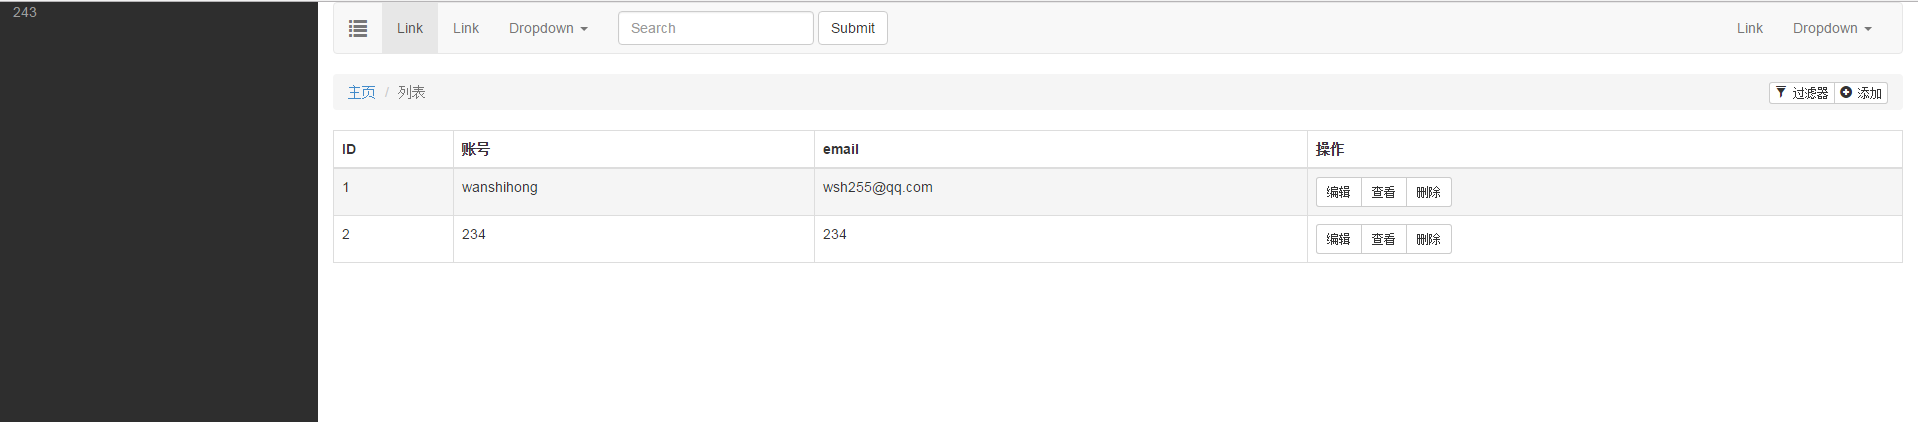 243
Link Link Dropdown Search Submit Link Dropdown
主页 / 列表 过滤器 添加
ID 账号 email 操作
1 wanshihong wsh255@qq.com 编辑 查看 删除
2 234 234 编辑 查看 删除